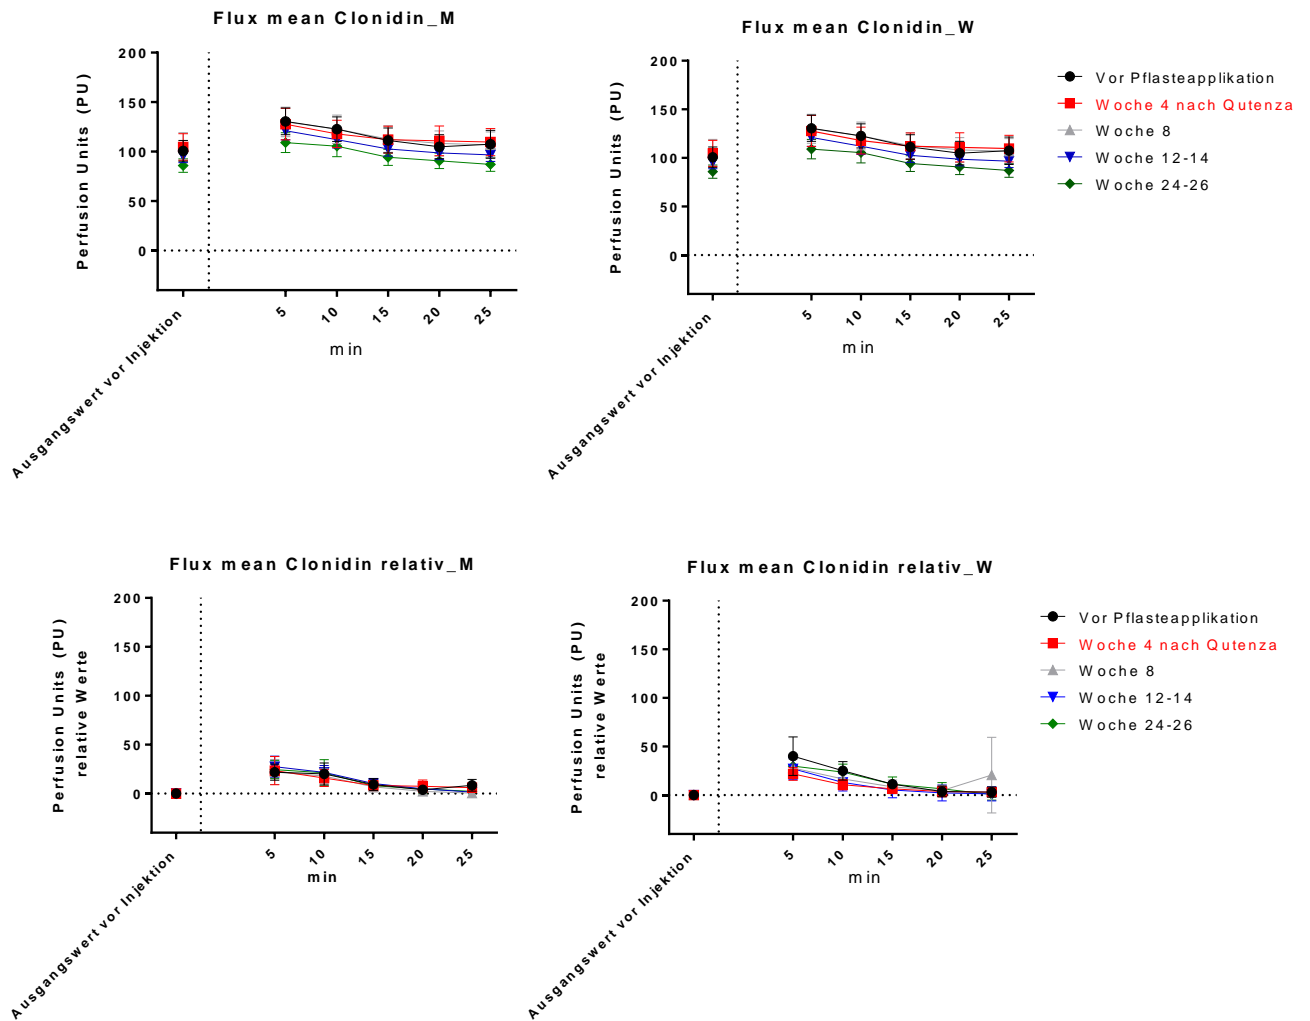 Flux mean Clonidin_M
Perfusion Units (PU)
200
150
100
50
0
Ausgangswert vor Injektion
5
10
15
20
25
min
Flux mean Clonidin_W
Perfusion Units (PU)
200
150
100
50
0
Ausgangswert vor Injektion
5
10
15
20
25
min
Vor Pflasteapplikation
Woche 4 nach Qutenza
Woche 8
Woche 12-14
Woche 24-26
Flux mean Clonidin relativ_M
Perfusion Units (PU)
relative Werte
200
150
100
50
0
Ausgangswert vor Injektion
5
10
15
20
25
min
Flux mean Clonidin relativ_W
Perfusion Units (PU)
relative Werte
200
150
100
50
0
Ausgangswert vor Injektion
5
10
15
20
25
min
Vor Pflasteapplikation
Woche 4 nach Qutenza
Woche 8
Woche 12-14
Woche 24-26